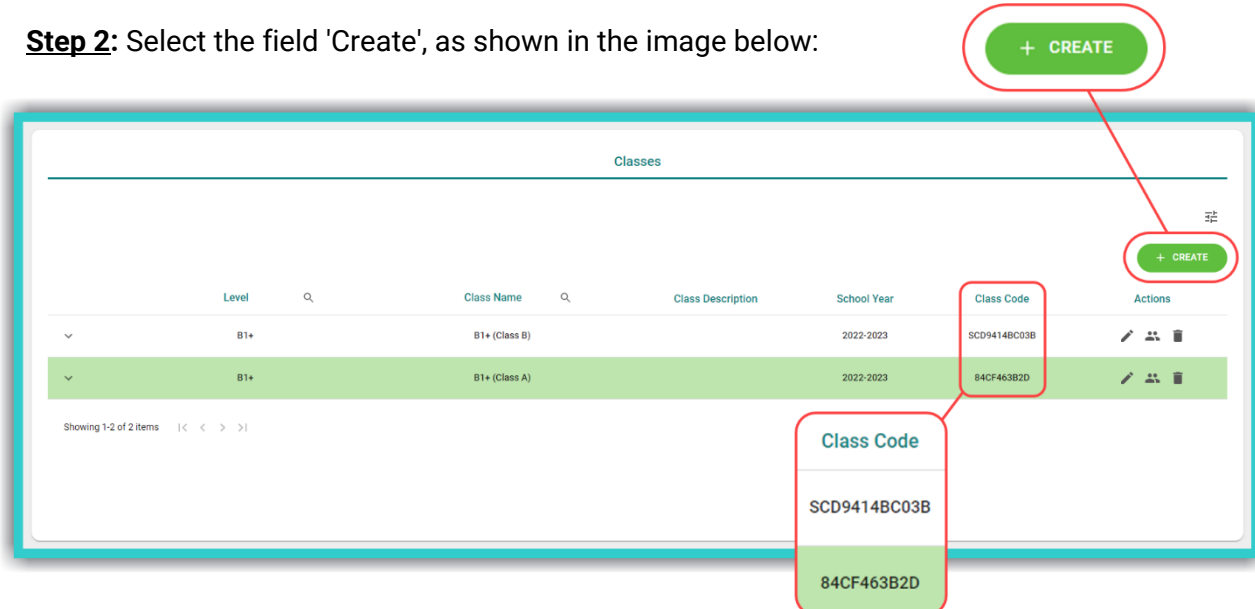 Step 2: Select the field 'Create', as shown in the image below:
+ CREATE
Classes
+ CREATE
Level Class Name Class Description School Year Class Code Actions
B1+ B1+ (Class B) 2022-2023 SCD9414BC03B
B1+ B1+ (Class A) 2022-2023 84CF463B2D
Showing 1-2 of 2 items |< < > >|
Class Code
SCD9414BC03B
84CF463B2D